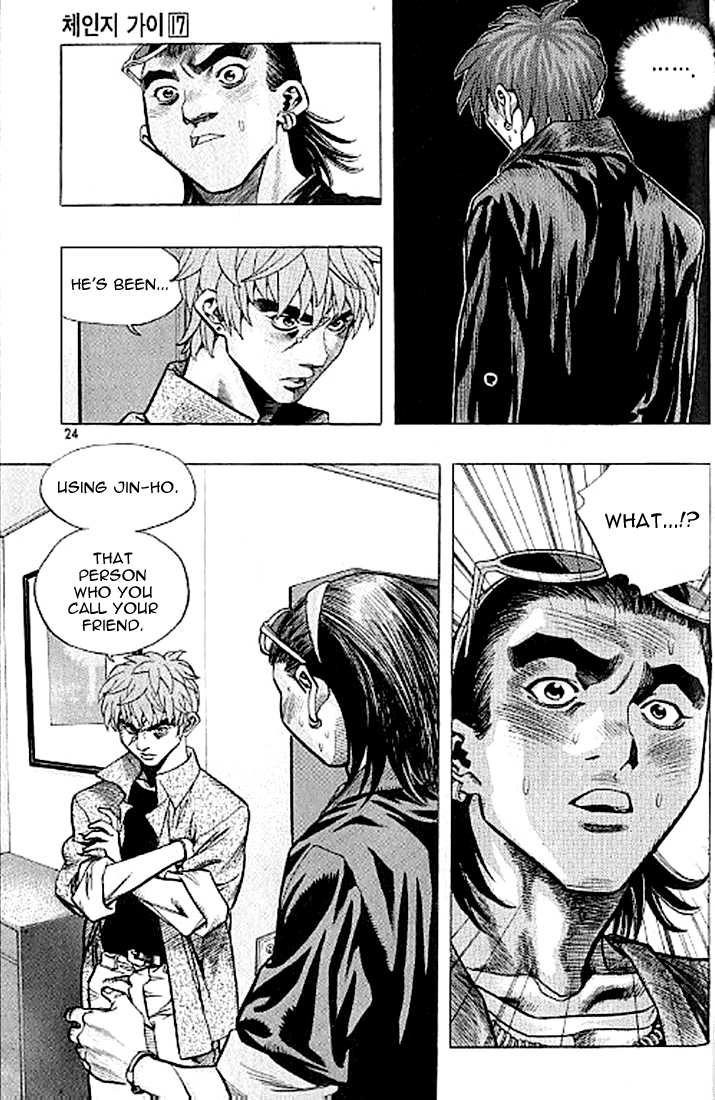 체인지 가이 17
…….
HE'S BEEN...
24
USING JIN-HO.
THAT
PERSON
WHO YOU
CALL YOUR
FRIEND.
WHAT...!?